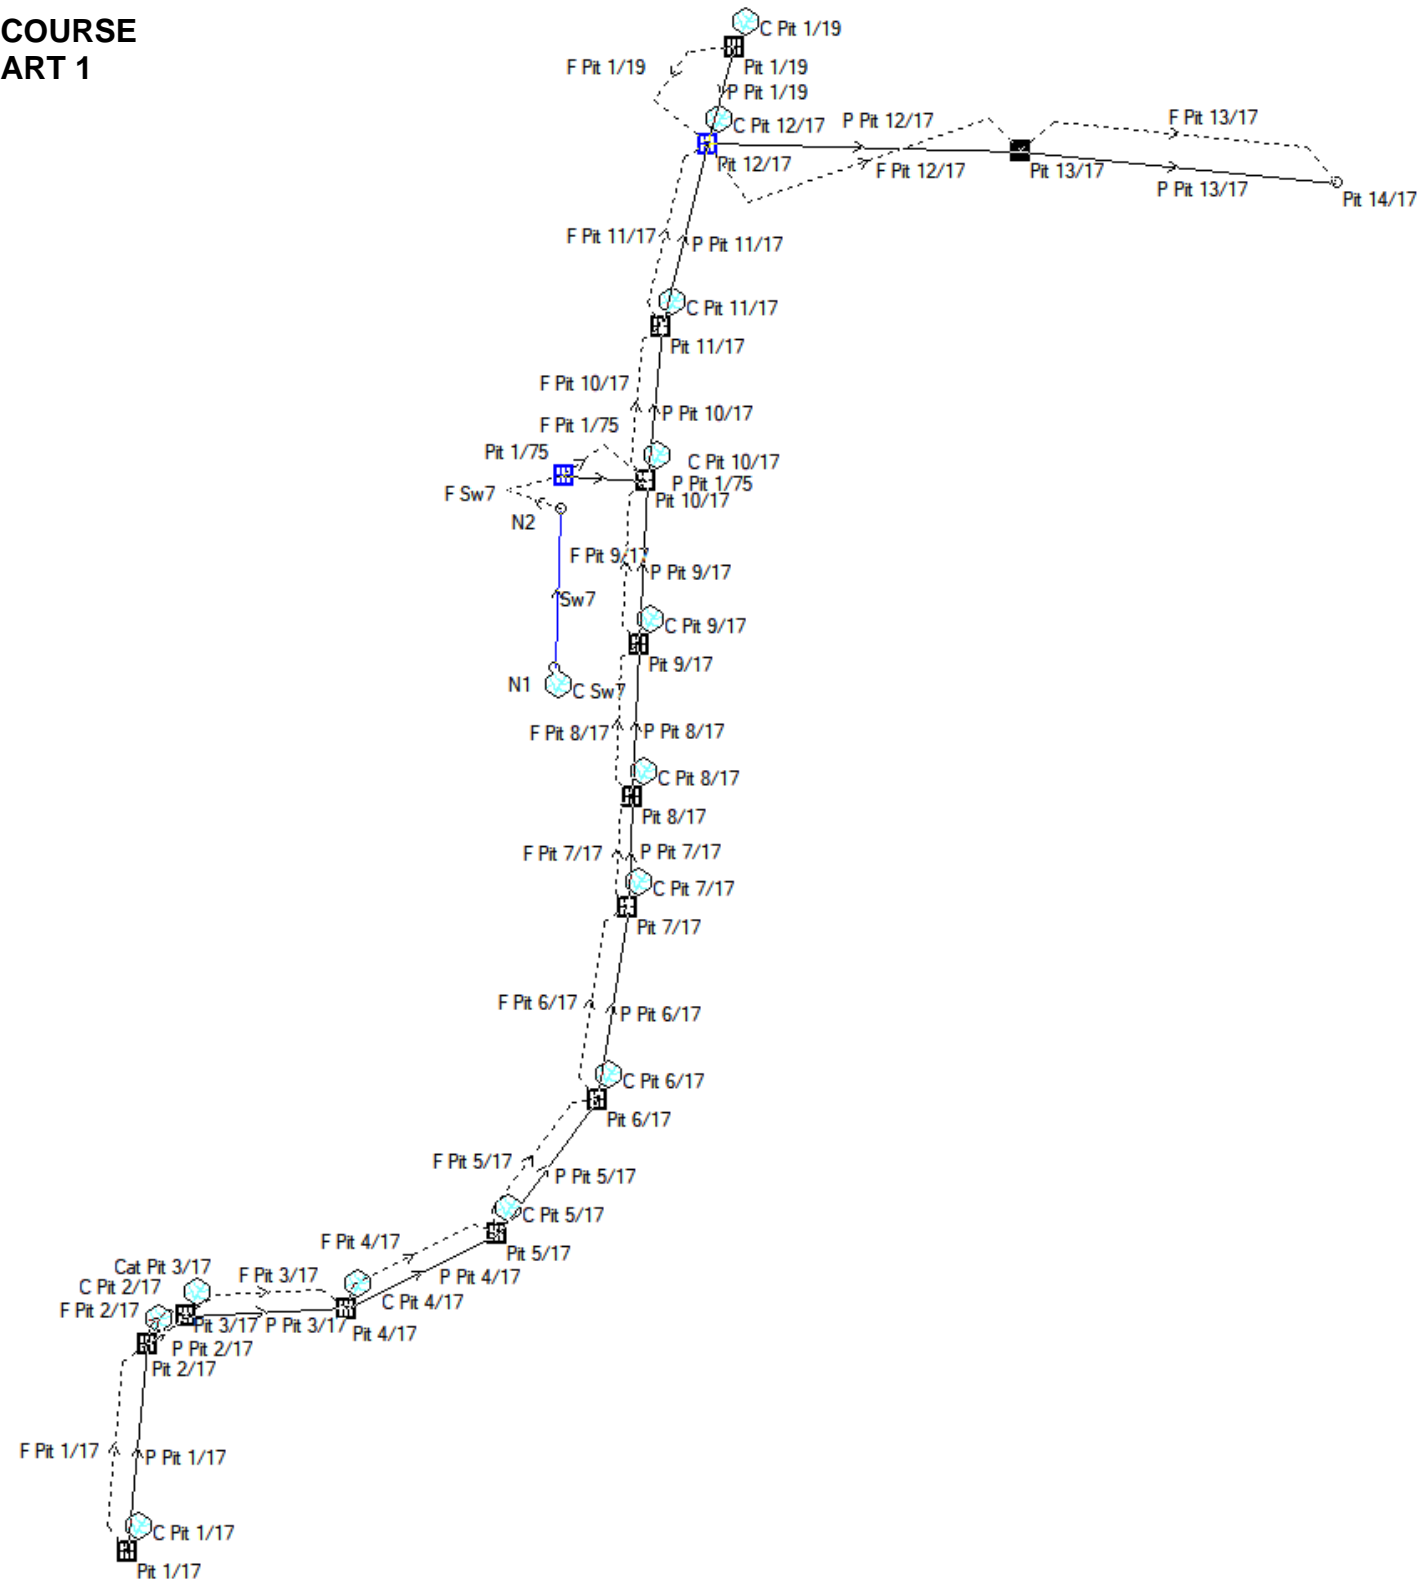 COURSE
ART 1
C Pit 1/19
F Pit 1/19
Pit 1/19
P Pit 1/19
C Pit 12/17
P Pit 12/17
F Pit 13/17
Pit 12/17
F Pit 12/17
Pit 13/17
P Pit 13/17
Pit 14/17
F Pit 11/17
P Pit 11/17
C Pit 11/17
Pit 11/17
F Pit 10/17
P Pit 10/17
F Pit 1/75
Pit 1/75
C Pit 10/17
P Pit 1/75
F Sw7
Pit 10/17
N2
F Pit 9/17
P Pit 9/17
Sw7
C Pit 9/17
Pit 9/17
N1
C Sw7
F Pit 8/17
P Pit 8/17
C Pit 8/17
Pit 8/17
F Pit 7/17
P Pit 7/17
C Pit 7/17
Pit 7/17
F Pit 6/17
P Pit 6/17
C Pit 6/17
Pit 6/17
F Pit 5/17
P Pit 5/17
C Pit 5/17
F Pit 4/17
Pit 5/17
Cat Pit 3/17
F Pit 3/17
P Pit 4/17
C Pit 2/17
C Pit 4/17
F Pit 2/17
Pit 3/17
P Pit 3/17
Pit 4/17
P Pit 2/17
Pit 2/17
F Pit 1/17
P Pit 1/17
C Pit 1/17
Pit 1/17